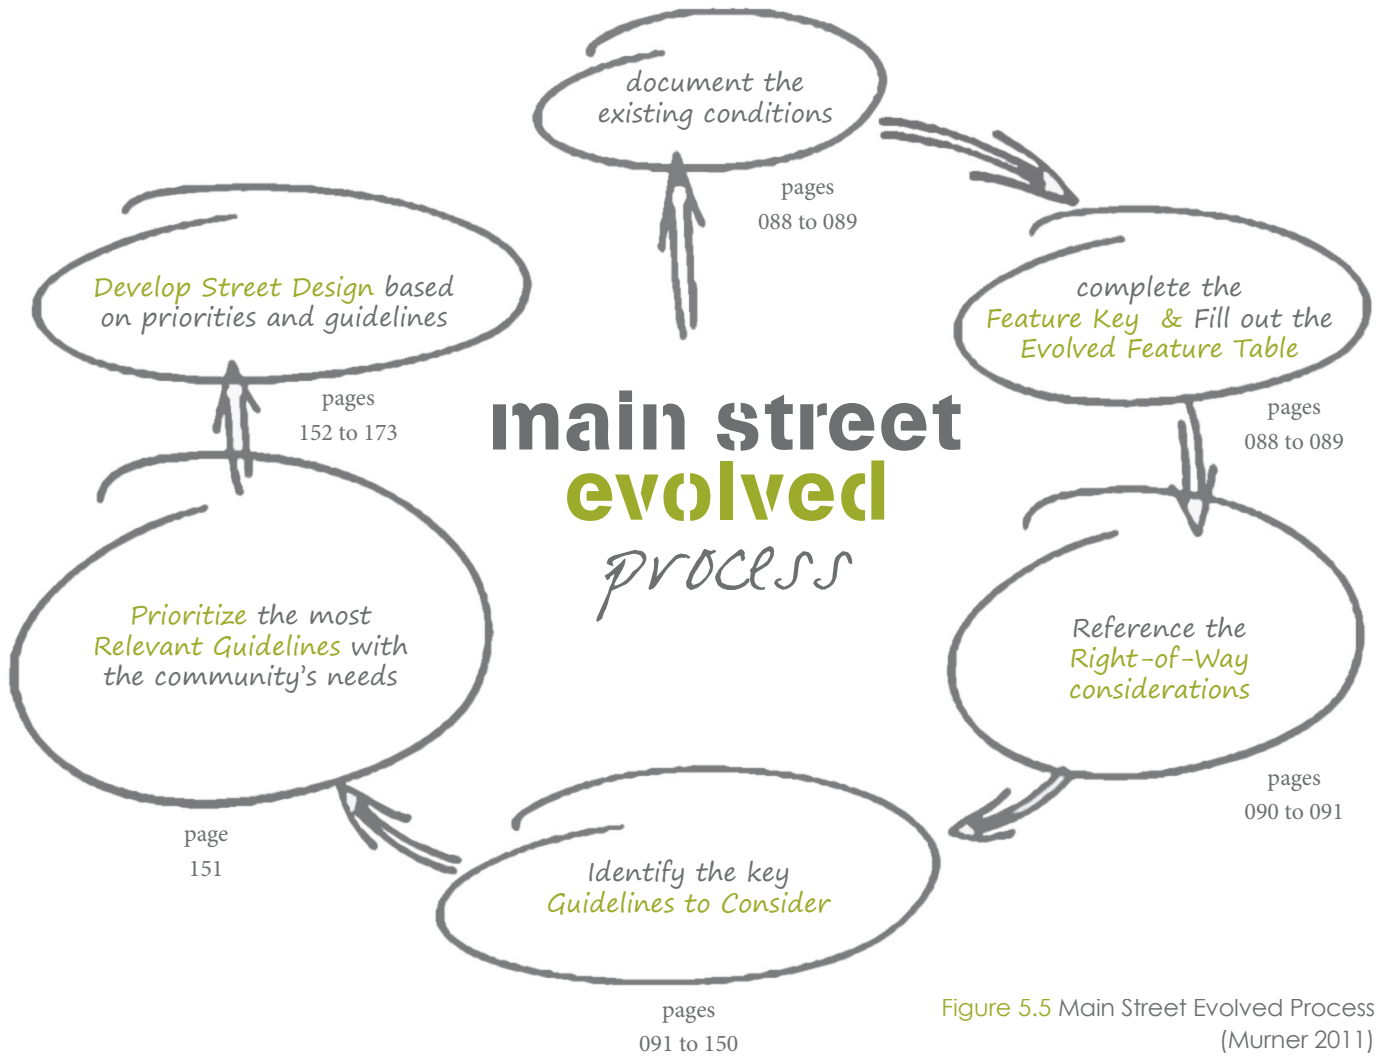 document the
existing conditions
pages
088 to 089
complete the
Feature Key & Fill out the
Evolved Feature Table
pages
088 to 089
Reference the
Right-of-Way
considerations
pages
090 to 091
Identify the key
Guidelines to Consider
pages
091 to 150
Prioritize the most
Relevant Guidelines with
the community's needs
page
151
Develop Street Design based
on priorities and guidelines
pages
152 to 173
main street
evolved
process
Figure 5.5 Main Street Evolved Process
(Murner 2011)